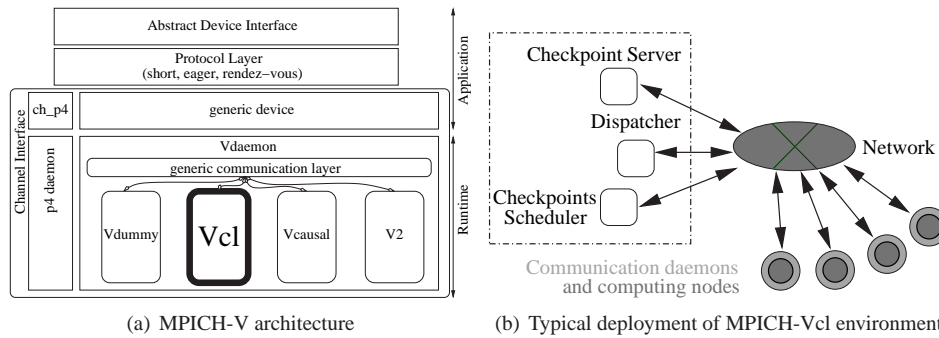 Abstract Device Interface
Protocol Layer
(short, eager, rendez−vous)
Application
Channel Interface
ch_p4
generic device
p4 daemon
Vdaemon
generic communication layer
Vdummy
Vcl
Vcausal
V2
Runtime
(a) MPICH-V architecture
Checkpoint Server
Dispatcher
Checkpoints
Scheduler
Network
Communication daemons
and computing nodes
(b) Typical deployment of MPICH-Vcl environment